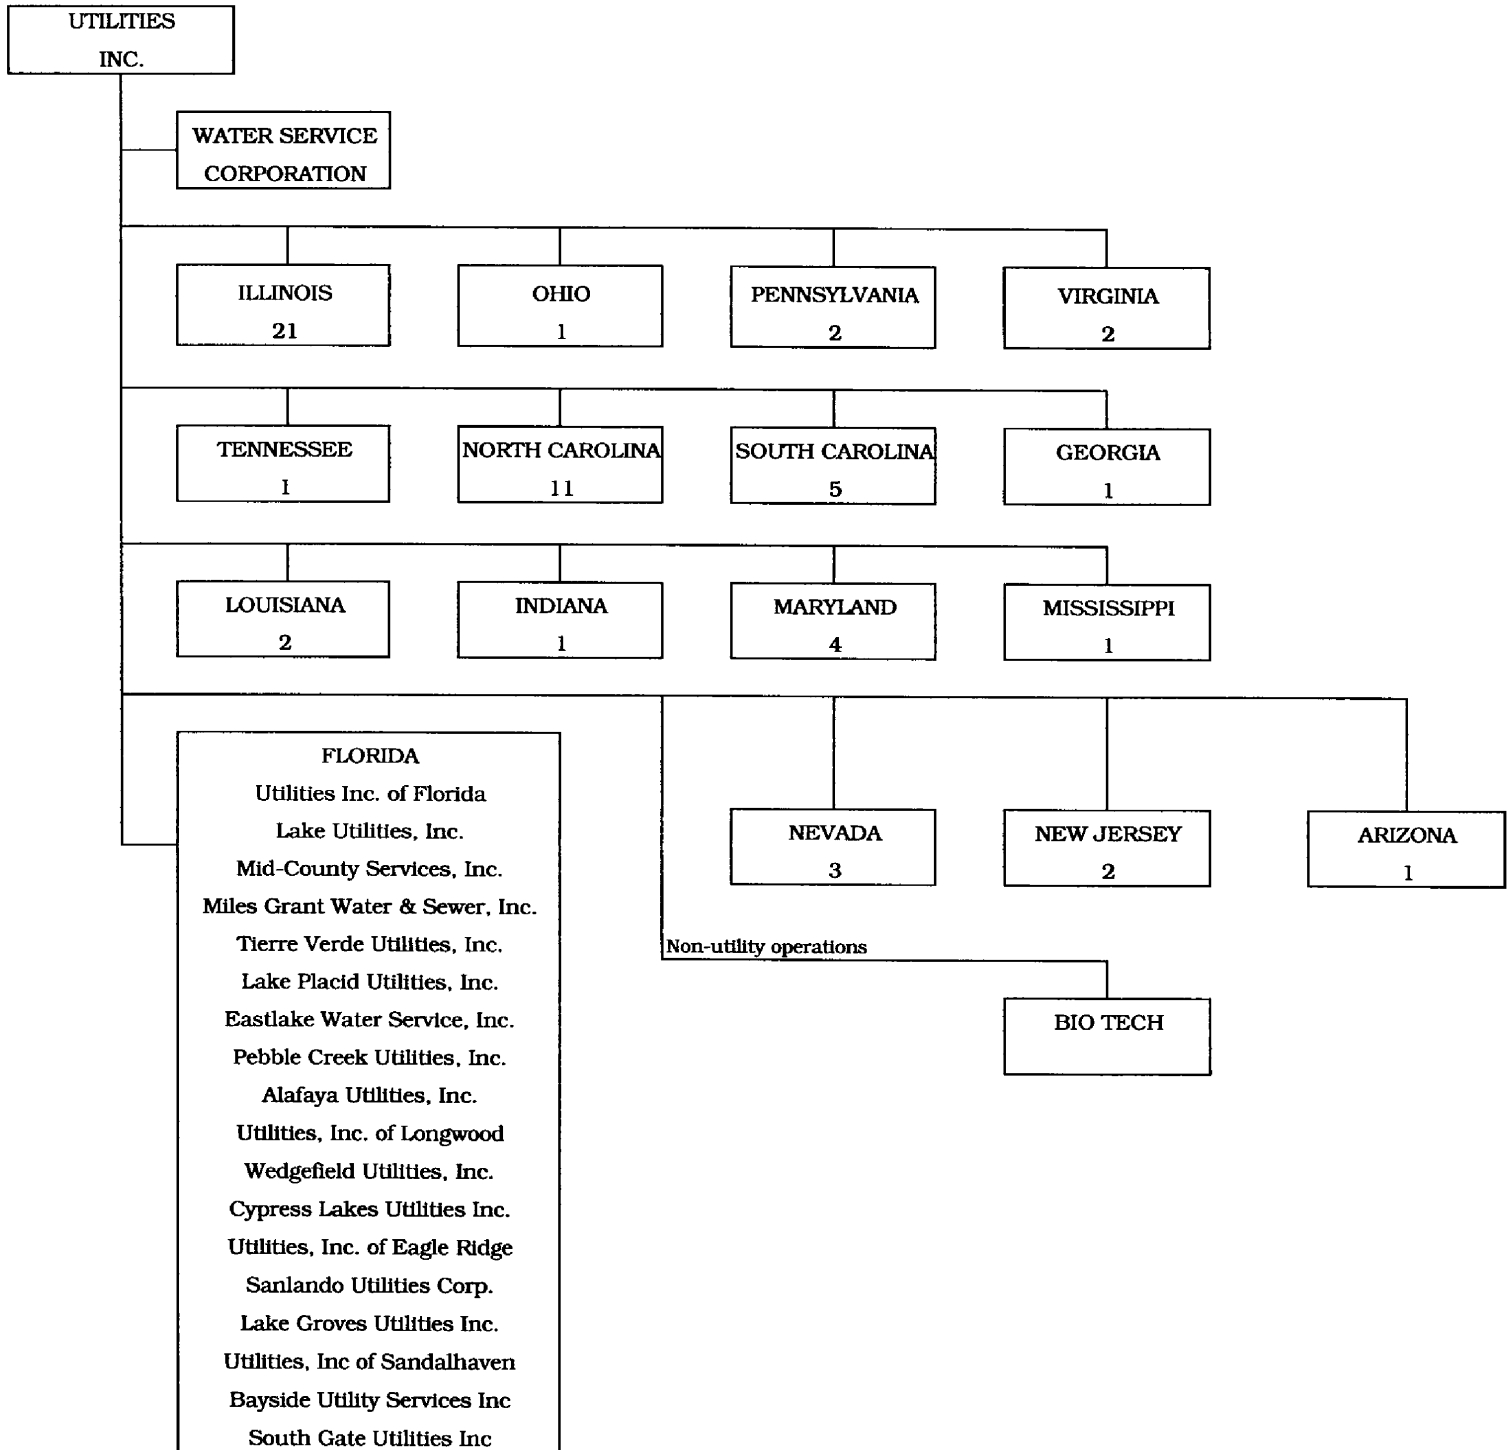 UTILITIES
INC.
WATER SERVICE
CORPORATION
ILLINOIS
21
OHIO
1
PENNSYLVANIA
2
VIRGINIA
2
TENNESSEE
1
NORTH CAROLINA
11
SOUTH CAROLINA
5
GEORGIA
1
LOUISIANA
2
INDIANA
1
MARYLAND
4
MISSISSIPPI
1
FLORIDA
Utilities Inc. of Florida
Lake Utilities, Inc.
Mid-County Services, Inc.
Miles Grant Water & Sewer, Inc.
Tierre Verde Utilities, Inc.
Lake Placid Utilities, Inc.
Eastlake Water Service, Inc.
Pebble Creek Utilities, Inc.
Alafaya Utilities, Inc.
Utilities, Inc. of Longwood
Wedgefield Utilities, Inc.
Cypress Lakes Utilities Inc.
Utilities, Inc. of Eagle Ridge
Sanlando Utilities Corp.
Lake Groves Utilities Inc.
Utilities, Inc of Sandalhaven
Bayside Utility Services Inc
South Gate Utilities Inc
NEVADA
3
NEW JERSEY
2
ARIZONA
1
Non-utility operations
BIO TECH